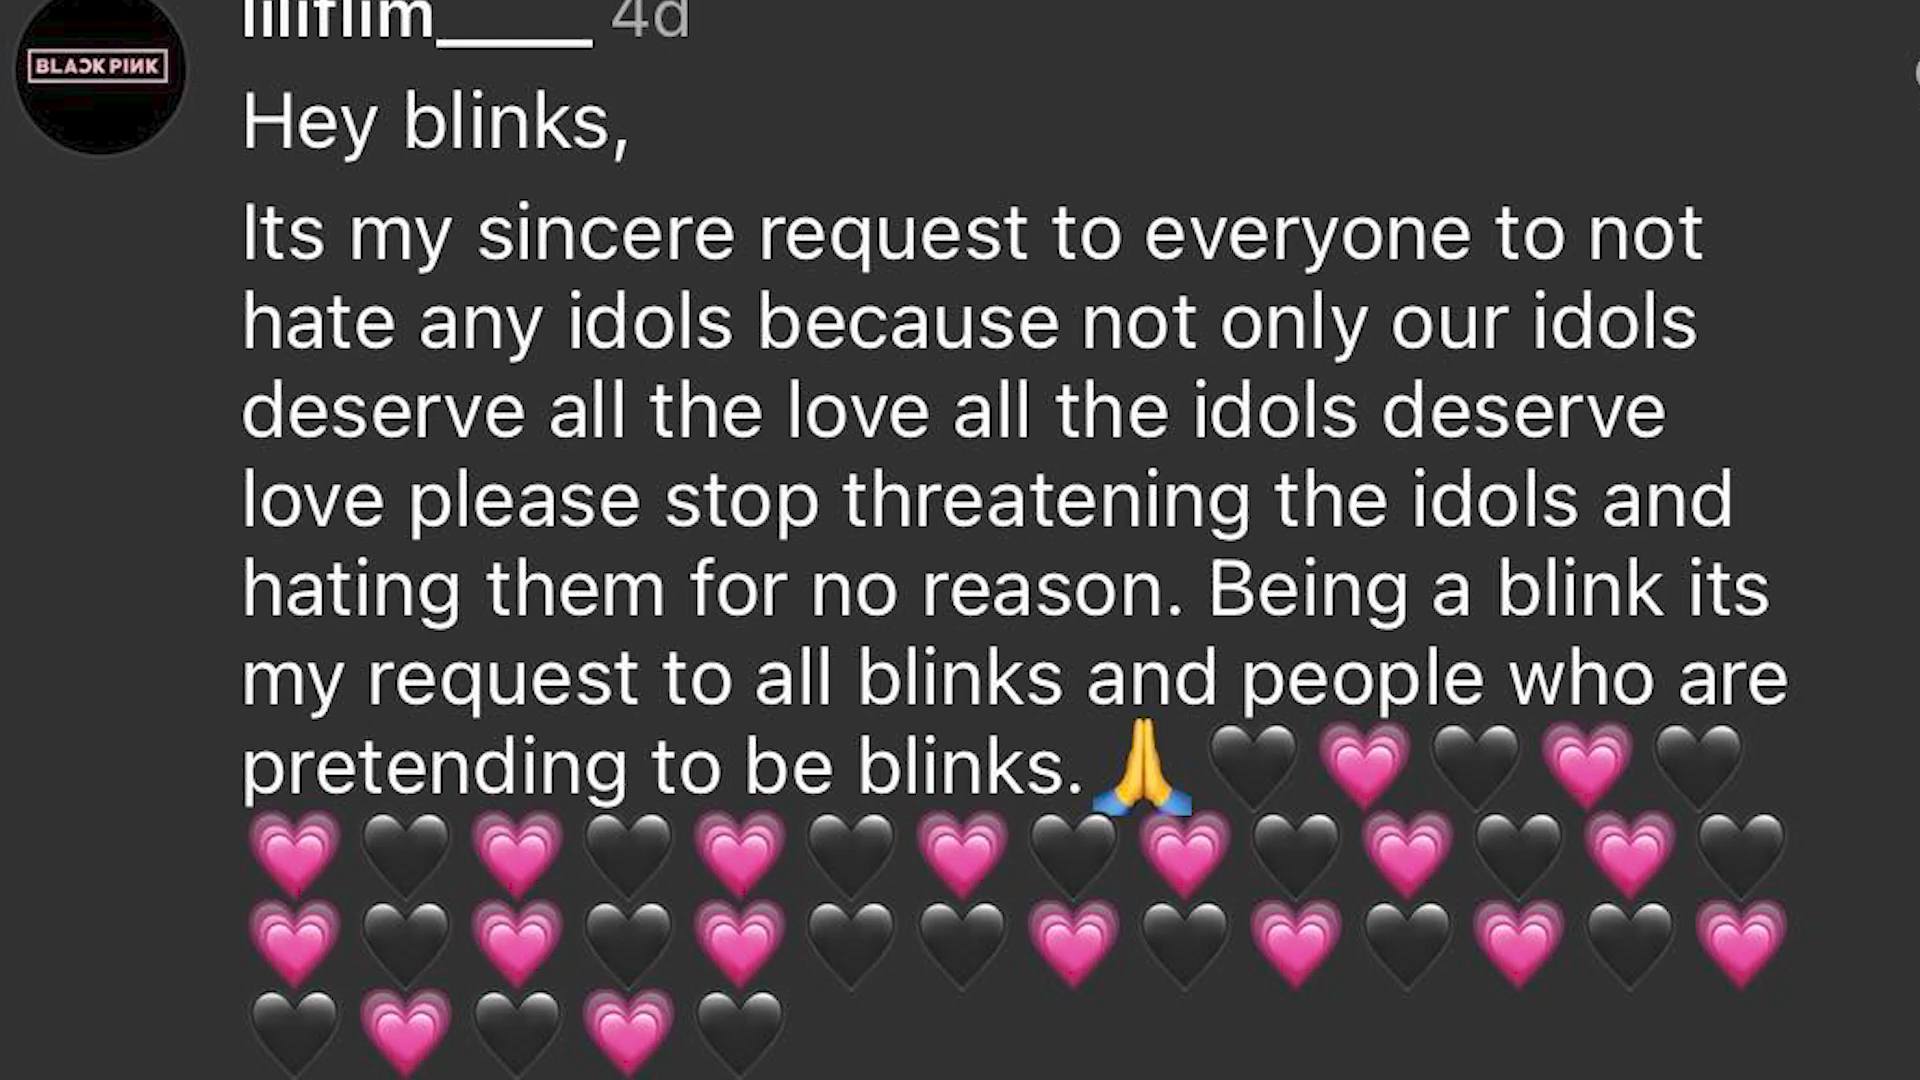 BLACKPINK
4d
Hey blinks,
Its my sincere request to everyone to not
hate any idols because not only our idols
deserve all the love all the idols deserve
love please stop threatening the idols and
hating them for no reason. Being a blink its
my request to all blinks and people who are
pretending to be blinks.🙏🖤💗🖤💗🖤
💗🖤💗🖤💗🖤💗🖤💗🖤💗🖤💗🖤
💗🖤💗🖤💗🖤🖤💗🖤💗🖤💗🖤💗
🖤💗🖤💗🖤